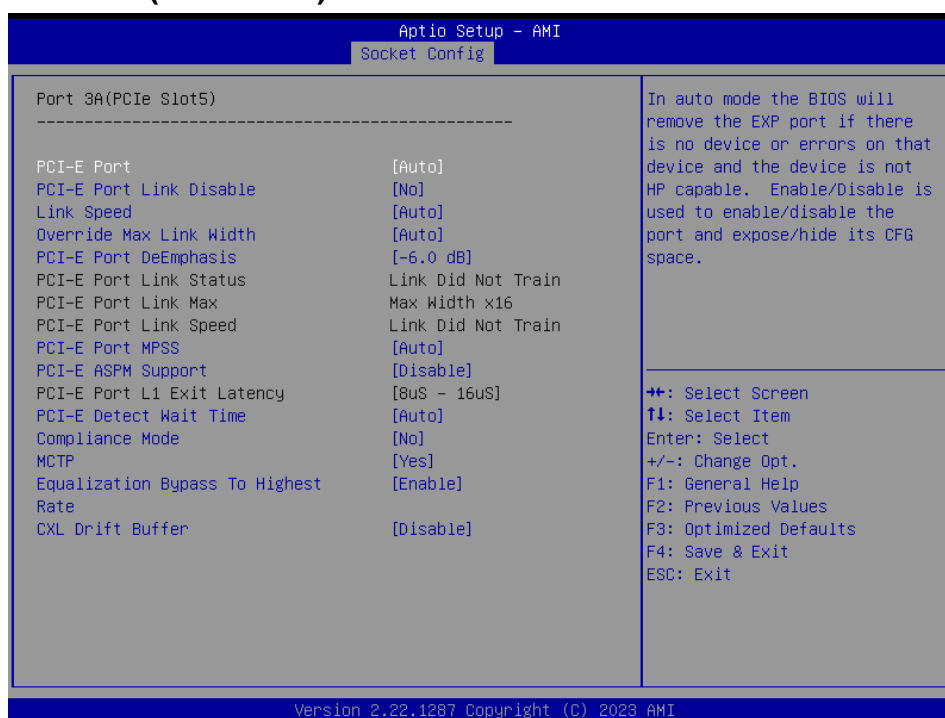 Aptio Setup – AMI
Socket Config
Port 3A(PCIe Slot5)
--------------------------------------------------
PCI-E Port [Auto]
PCI-E Port Link Disable [No]
Link Speed [Auto]
Override Max Link Width [Auto]
PCI-E Port DeEmphasis [-6.0 dB]
PCI-E Port Link Status Link Did Not Train
PCI-E Port Link Max Max Width x16
PCI-E Port Link Speed Link Did Not Train
PCI-E Port MPSS [Auto]
PCI-E ASPM Support [Disable]
PCI-E Port L1 Exit Latency [8uS - 16uS]
PCI-E Detect Wait Time [Auto]
Compliance Mode [No]
MCTP [Yes]
Equalization Bypass To Highest [Enable]
Rate
CXL Drift Buffer [Disable]
In auto mode the BIOS will
remove the EXP port if there
is no device or errors on that
device and the device is not
HP capable.  Enable/Disable is
used to enable/disable the
port and expose/hide its CFG
space.
→←: Select Screen
↑↓: Select Item
Enter: Select
+/-: Change Opt.
F1: General Help
F2: Previous Values
F3: Optimized Defaults
F4: Save & Exit
ESC: Exit
Version 2.22.1287 Copyright (C) 2023 AMI